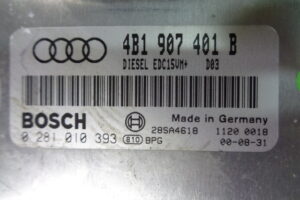 4B1 907 401 B
DIESEL EDC15VM+ D03
BOSCH
Made in Germany
28SA4618 1120 0018
0 281 010 393 810 BPG 00-08-31